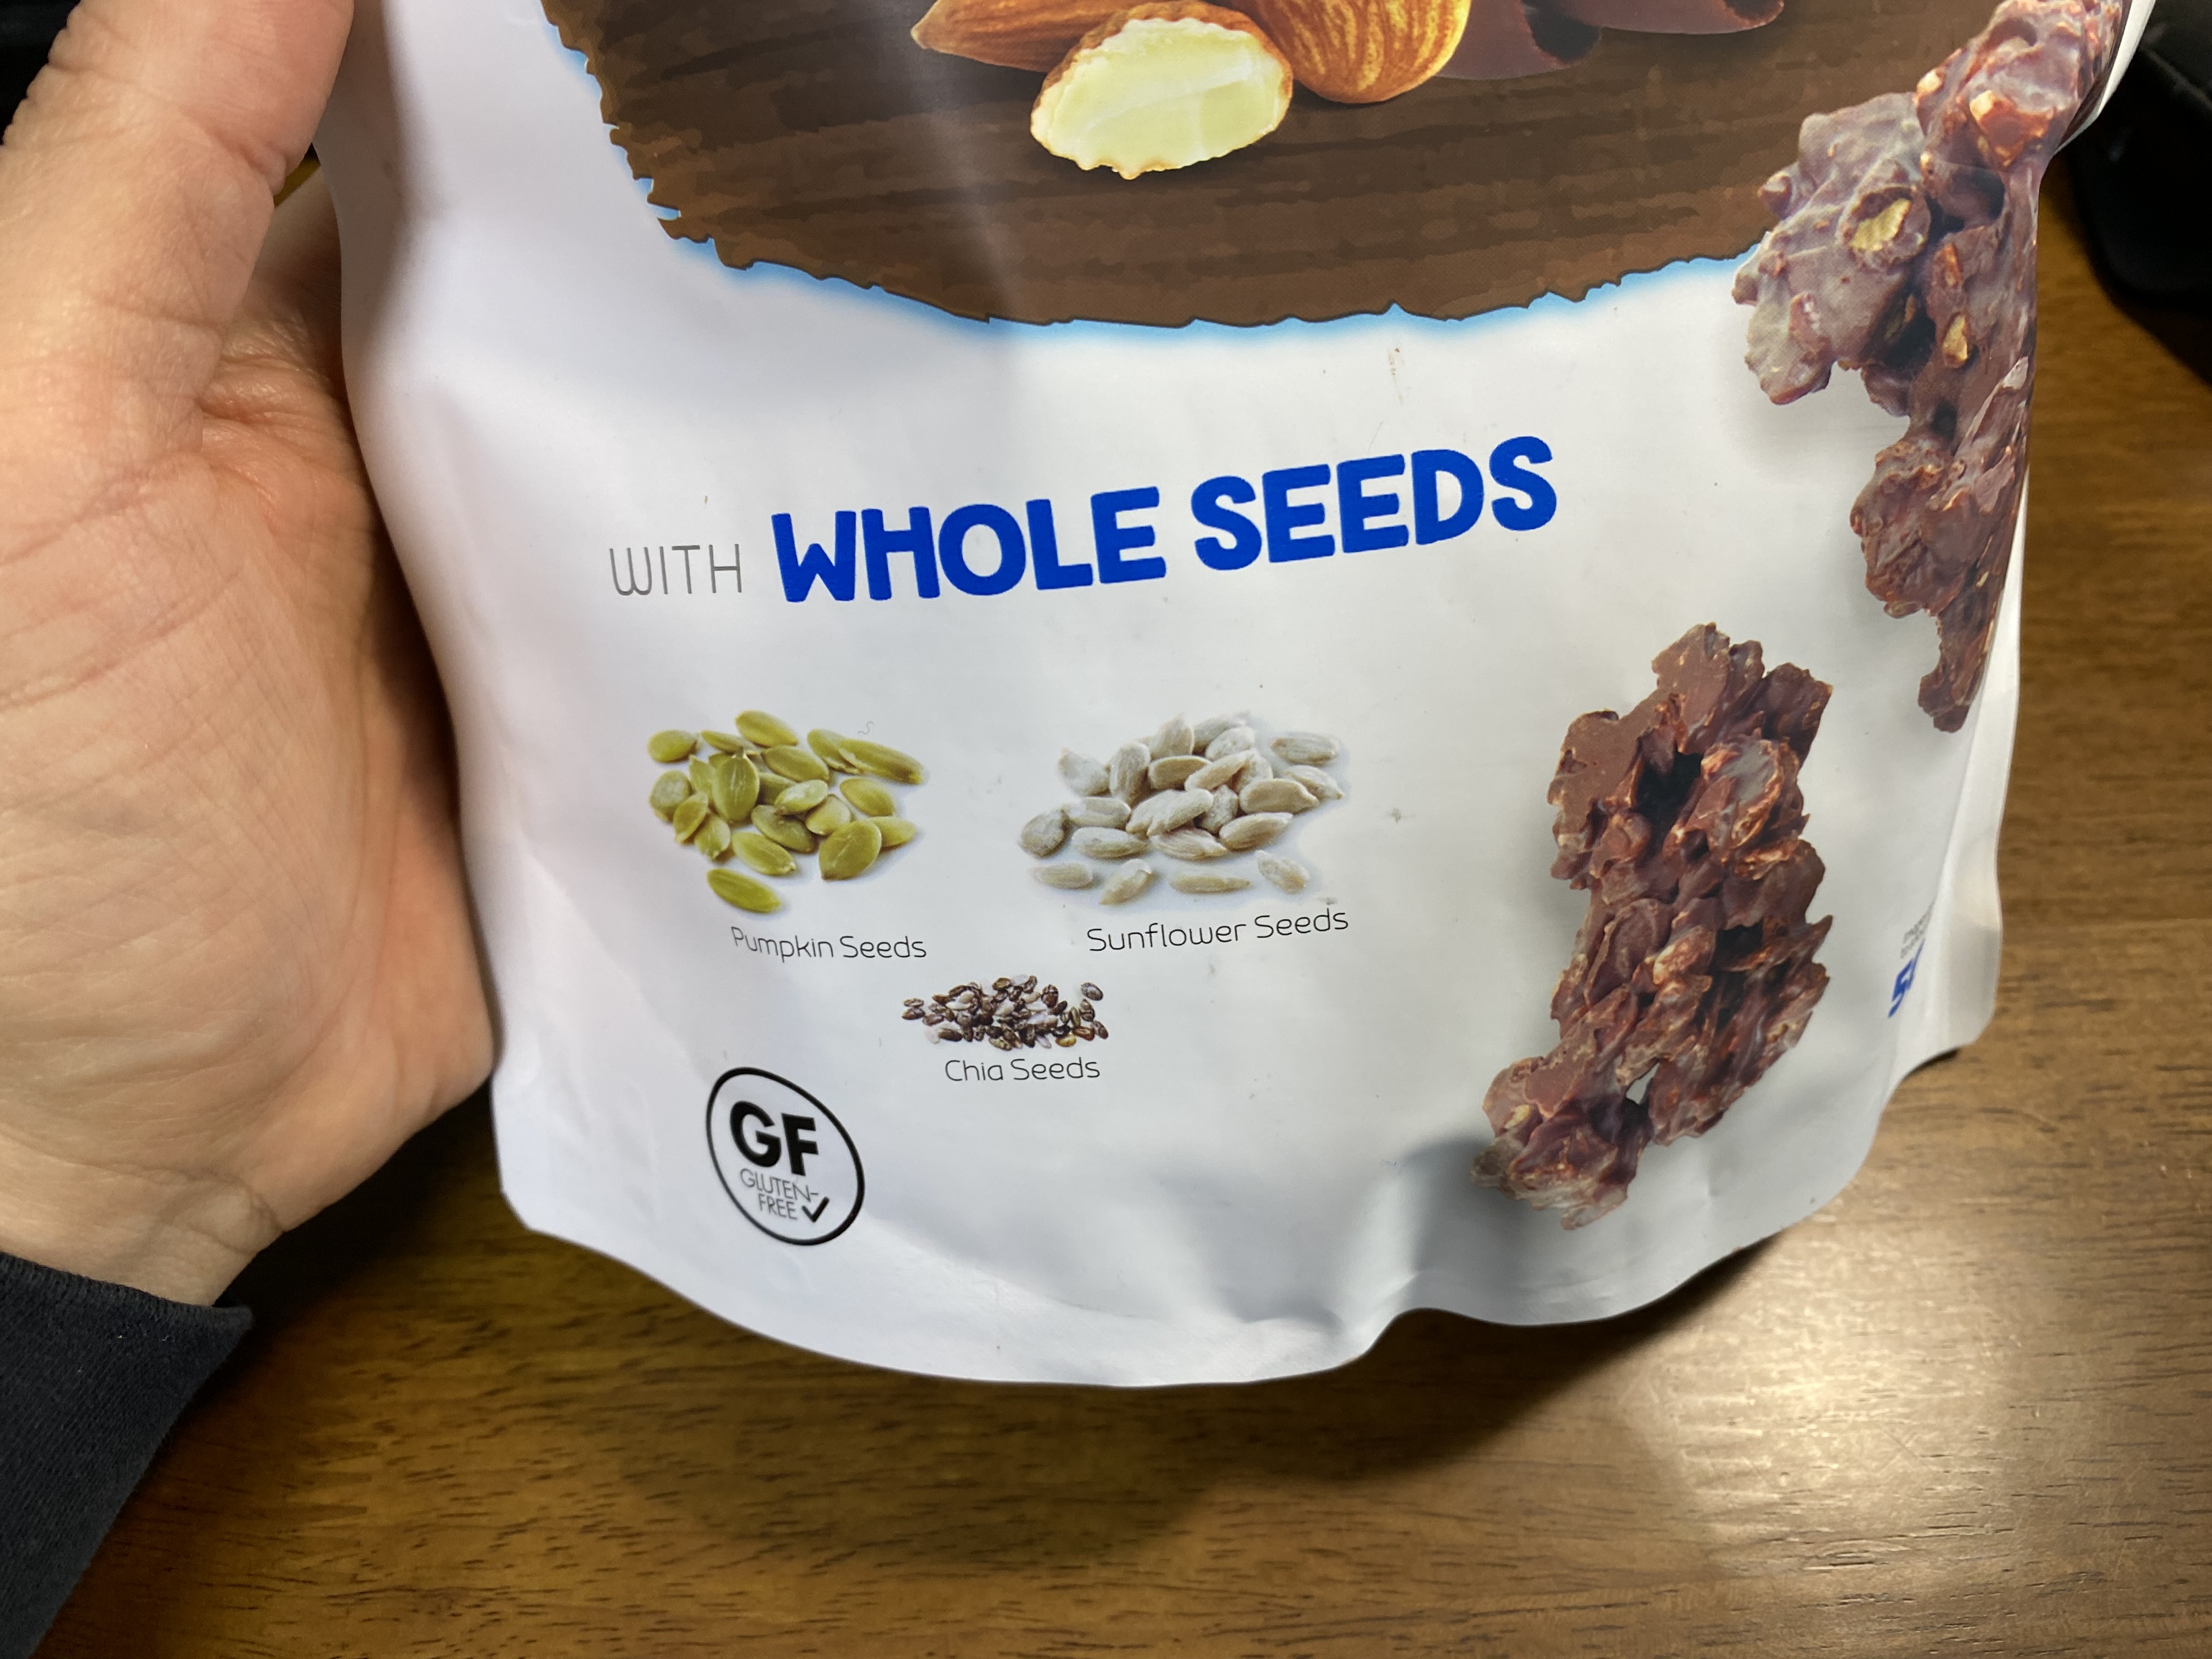 WITH WHOLE SEEDS
Pumpkin Seeds
Sunflower Seeds
Chia Seeds
GF
GLUTEN-
FREE